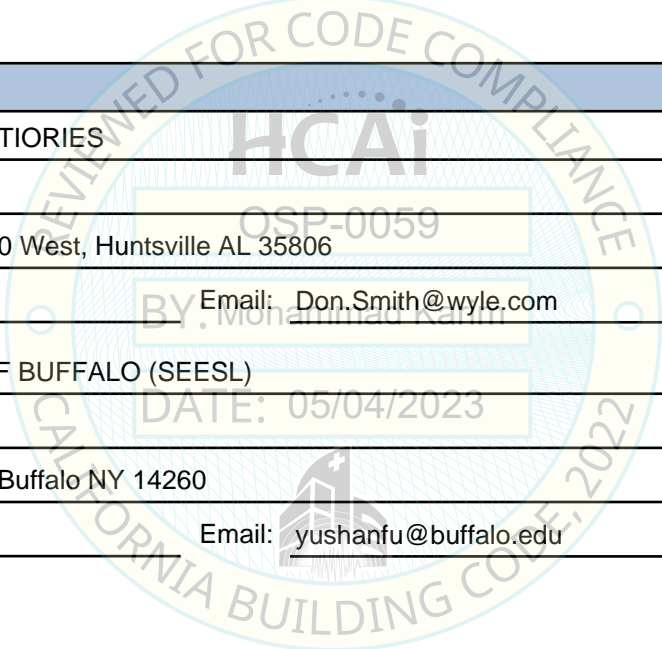 REVIEWED FOR CODE COMPLIANCE
HCAi
TIORIES
OSP-0059
0 West, Huntsville AL 35806
Email: Don.Smith@wyle.com
BY: Mohammad Karim
F BUFFALO (SEESL)
DATE: 05/04/2023
Buffalo NY 14260
Email: yushanfu@buffalo.edu
CALIFORNIA BUILDING CODE, 2022